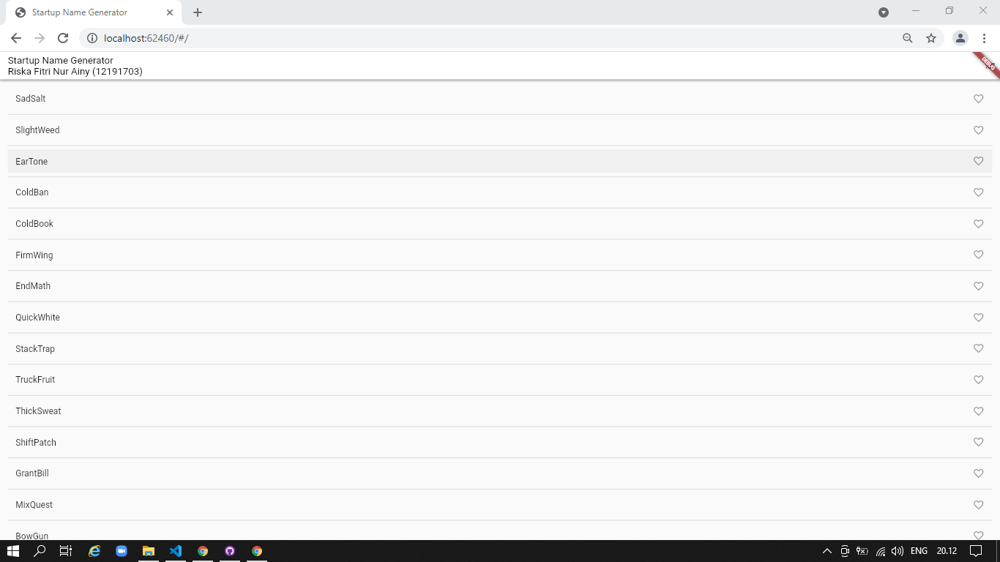 Startup Name Generator
localhost:62460/#/
Startup Name Generator
Riska Fitri Nur Ainy (12191703)
DEBUG
SadSalt
SlightWeed
EarTone
ColdBan
ColdBook
FirmWing
EndMath
QuickWhite
StackTrap
TruckFruit
ThickSweat
ShiftPatch
GrantBill
MixQuest
BowGun
ENG 20.12